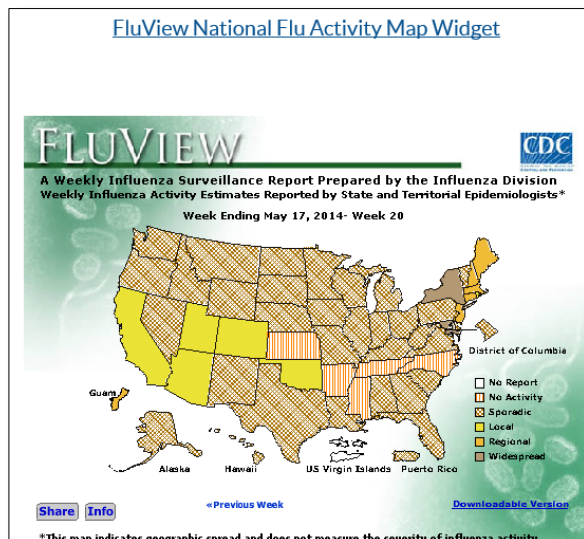 FluView National Flu Activity Map Widget
FLUVIEW
CDC
A Weekly Influenza Surveillance Report Prepared by the Influenza Division
Weekly Influenza Activity Estimates Reported by State and Territorial Epidemiologists*
Week Ending May 17, 2014- Week 20
District of Columbia
No Report
No Activity
Sporadic
Local
Regional
Widespread
Guam
Alaska
Hawaii
US Virgin Islands
Puerto Rico
Share
Info
«Previous Week
Downloadable Version
*This map indicates geographic spread and does not measure the severity of influenza activity